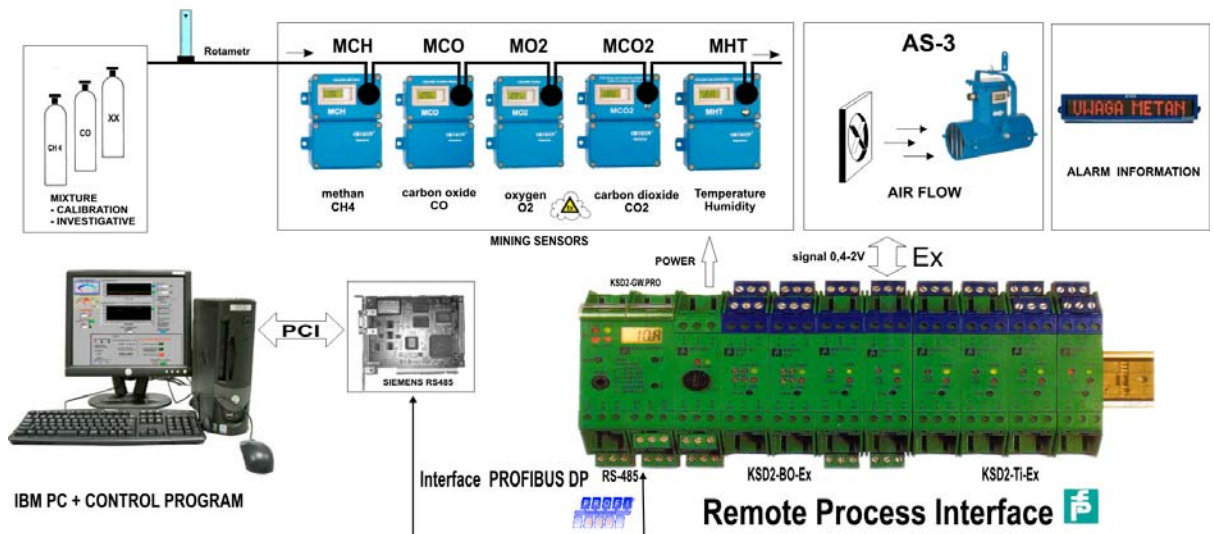 Rotametr
CH4
CO
XX
MIXTURE
- CALIBRATION
- INVESTIGATIVE
MCH
MCO
MO2
MCO2
MHT
MCH
MCO
MO2
MCO2
MHT
methan
CH4
carbon oxide
CO
oxygen
O2
carbon dioxide
CO2
Temperature
Humidity
MINING SENSORS
AS-3
AIR FLOW
UWAGA METAN
ALARM INFORMATION
POWER
signal 0,4-2V
Ex
KSD2-GW.PRO
PCI
SIEMENS RS485
IBM PC + CONTROL PROGRAM
Interface PROFIBUS DP
PROFI
BUS
RS-485
KSD2-BO-Ex
KSD2-Ti-Ex
Remote Process Interface